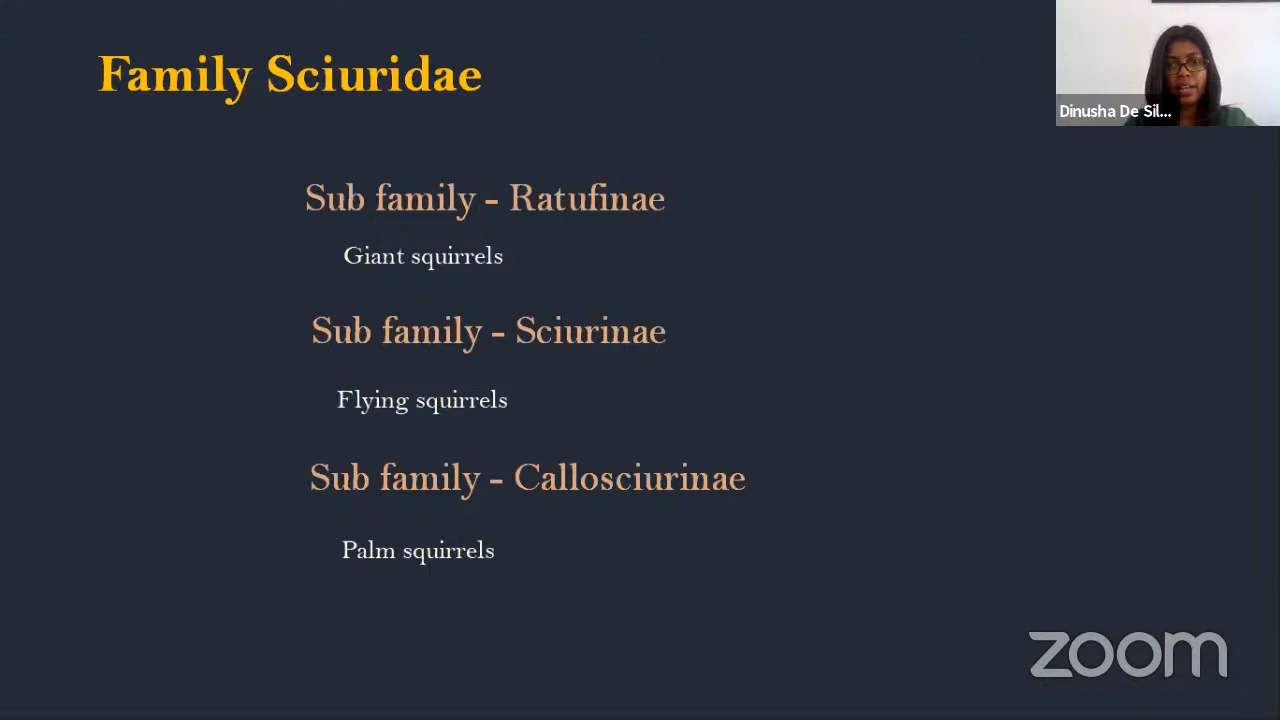 Family Sciuridae
Dinusha De Sil...
Sub family - Ratufinae
Giant squirrels
Sub family - Sciurinae
Flying squirrels
Sub family - Callosciurinae
Palm squirrels
zoom